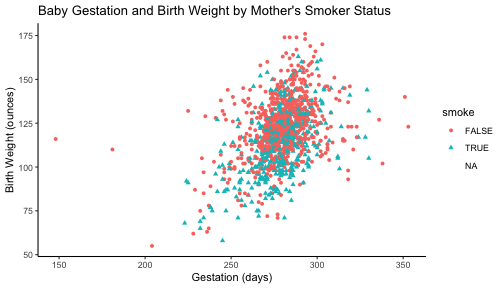 Baby Gestation and Birth Weight by Mother's Smoker Status
175
150
125
100
75
50
Birth Weight (ounces)
150
200
250
300
350
Gestation (days)
smoke
FALSE
TRUE
NA